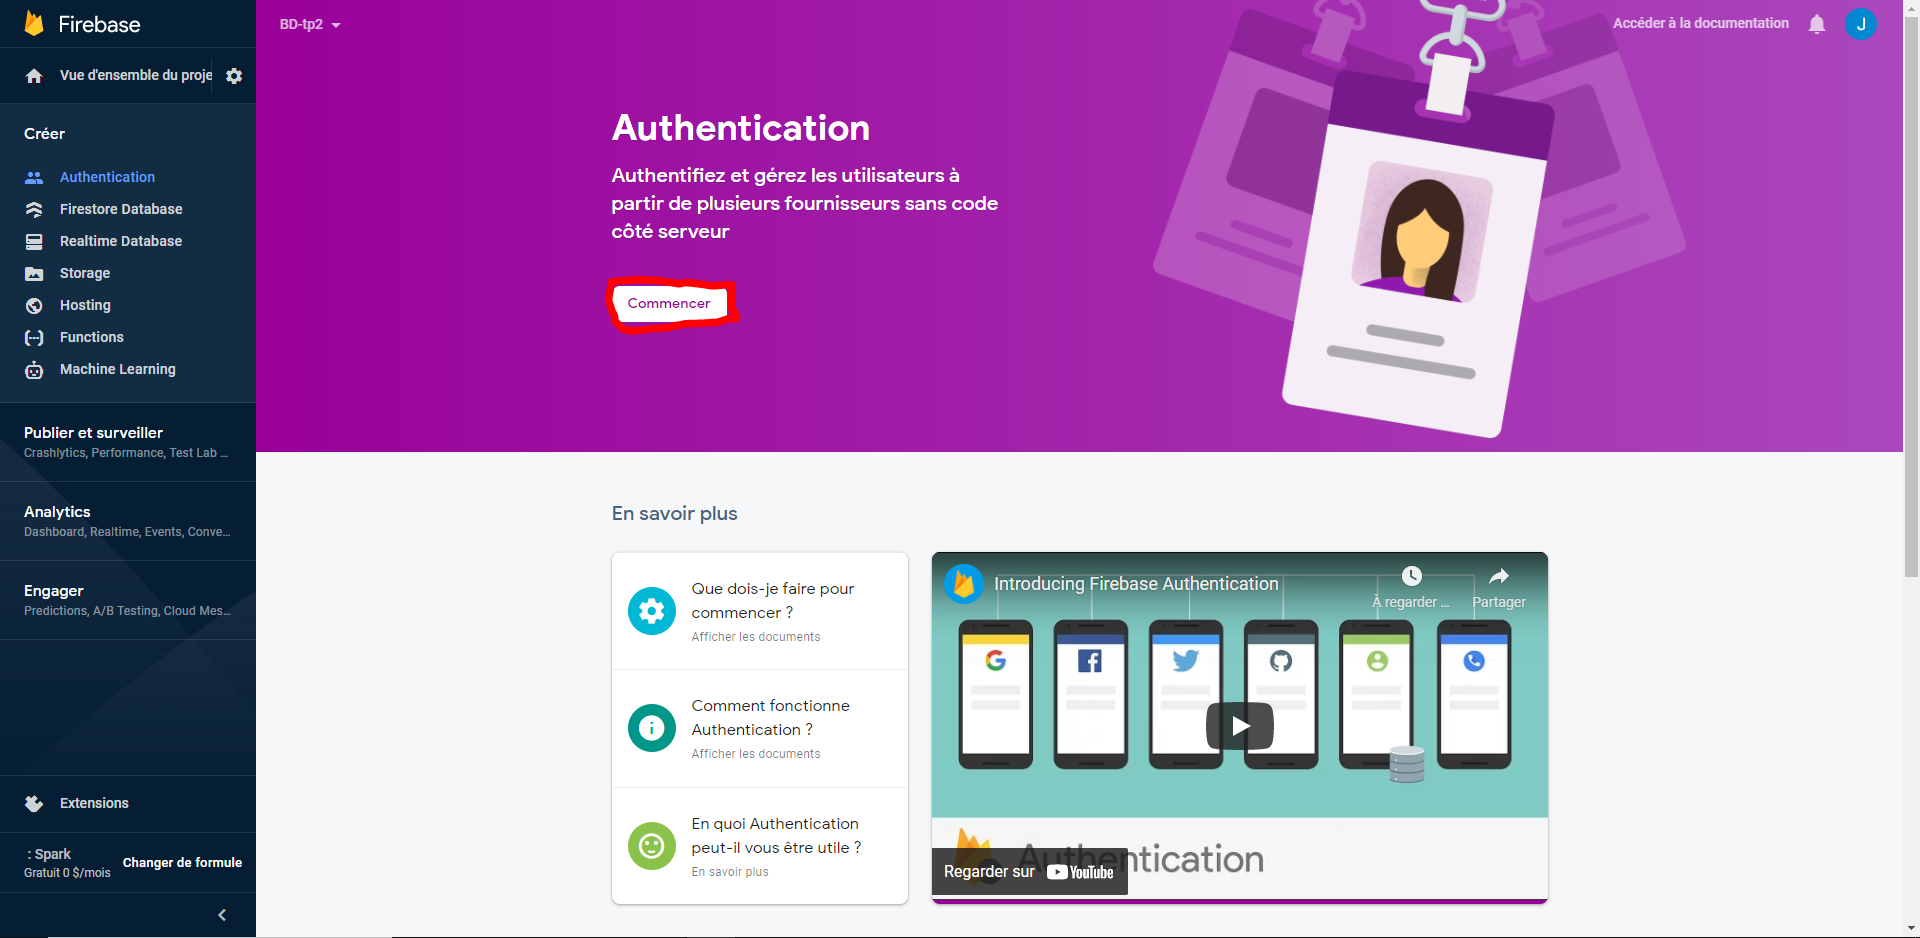 Firebase
Vue d'ensemble du proje
Créer
Authentication
Firestore Database
Realtime Database
Storage
Hosting
Functions
Machine Learning
Publier et surveiller
Crashlytics, Performance, Test Lab ...
Analytics
Dashboard, Realtime, Events, Conve...
Engager
Predictions, A/B Testing, Cloud Mes...
Extensions
: Spark
Gratuit 0 $/mois
Changer de formule
BD-tp2
Accéder à la documentation
J
Authentication
Authentifiez et gérez les utilisateurs à
partir de plusieurs fournisseurs sans code
côté serveur
Commencer
En savoir plus
Que dois-je faire pour
commencer ?
Afficher les documents
Comment fonctionne
Authentication ?
Afficher les documents
En quoi Authentication
peut-il vous être utile ?
En savoir plus
Introducing Firebase Authentication
À regarder ...
Partager
Authentication
Regarder sur YouTube